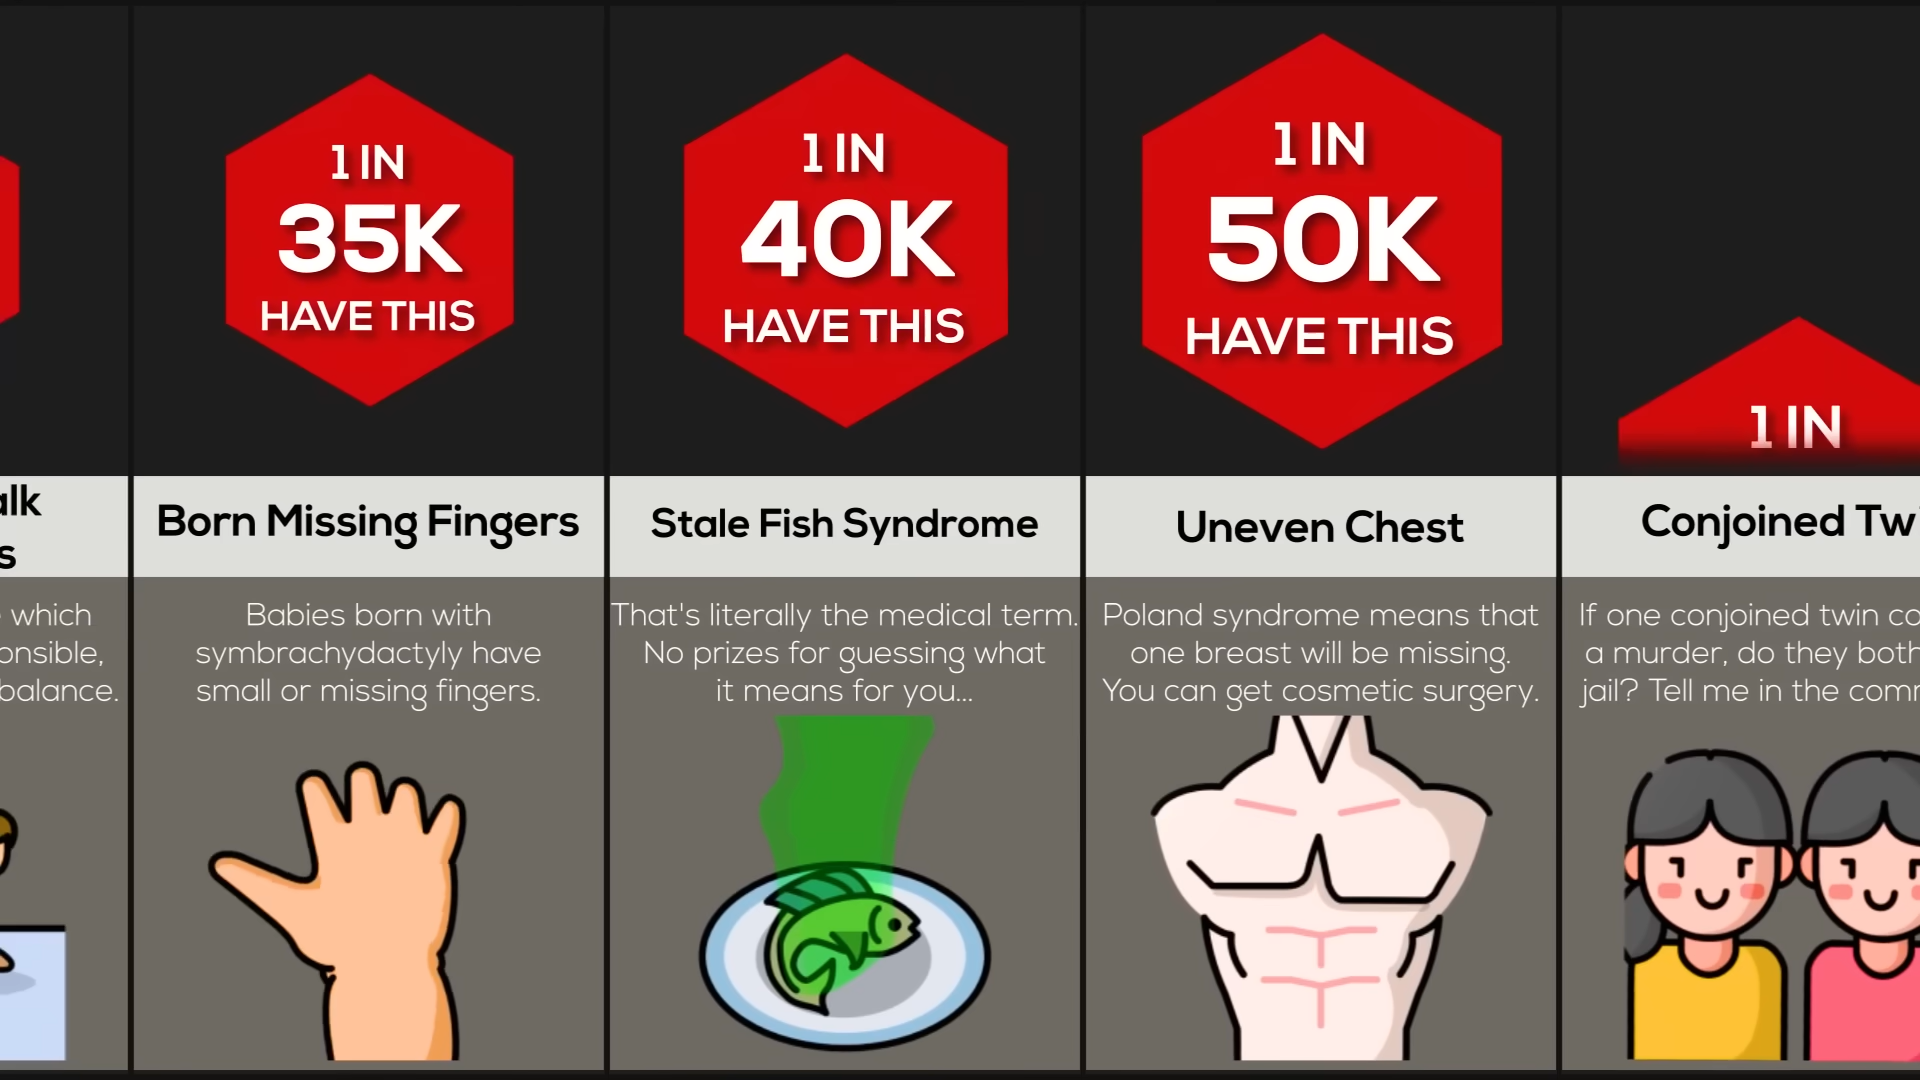 alk
s
which
onsible,
balance.
1 IN
35K
HAVE THIS
Born Missing Fingers
Babies born with
symbrachydactyly have
small or missing fingers.
1 IN
40K
HAVE THIS
Stale Fish Syndrome
That's literally the medical term.
No prizes for guessing what
it means for you...
1 IN
50K
HAVE THIS
Uneven Chest
Poland syndrome means that
one breast will be missing.
You can get cosmetic surgery.
1 IN
Conjoined Twi
If one conjoined twin co
a murder, do they both
jail? Tell me in the comm